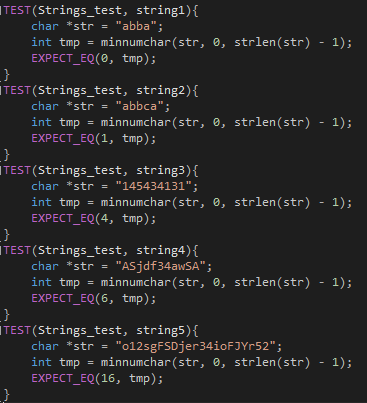 TEST(Strings_test, string1){
char *str = "abba";
int tmp = minnumchar(str, 0, strlen(str) - 1);
EXPECT_EQ(0, tmp);
}
TEST(Strings_test, string2){
char *str = "abbca";
int tmp = minnumchar(str, 0, strlen(str) - 1);
EXPECT_EQ(1, tmp);
}
TEST(Strings_test, string3){
char *str = "145434131";
int tmp = minnumchar(str, 0, strlen(str) - 1);
EXPECT_EQ(4, tmp);
}
TEST(Strings_test, string4){
char *str = "ASjdf34awSA";
int tmp = minnumchar(str, 0, strlen(str) - 1);
EXPECT_EQ(6, tmp);
}
TEST(Strings_test, string5){
char *str = "o12sgFSDjer34ioFJYr52";
int tmp = minnumchar(str, 0, strlen(str) - 1);
EXPECT_EQ(16, tmp);
}